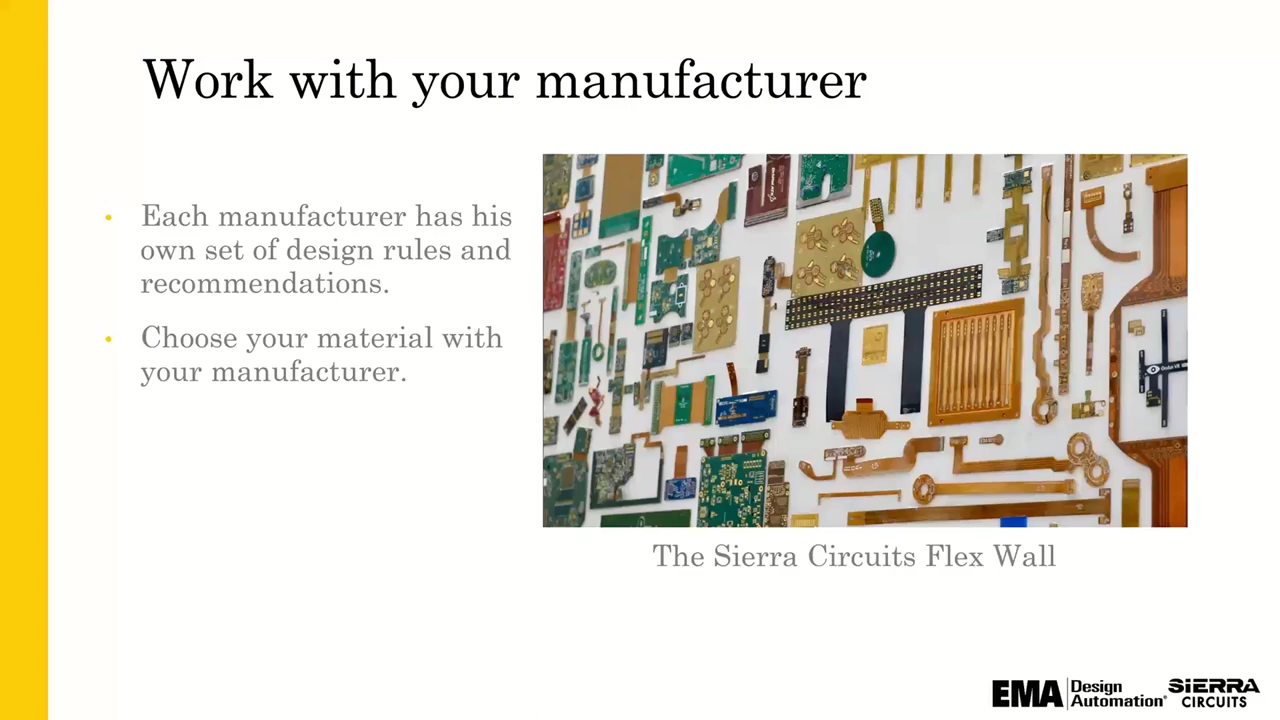 Work with your manufacturer
• Each manufacturer has his
own set of design rules and
recommendations.
• Choose your material with
your manufacturer.
The Sierra Circuits Flex Wall
EMA Design
Automation®
SIERRA
CIRCUITS